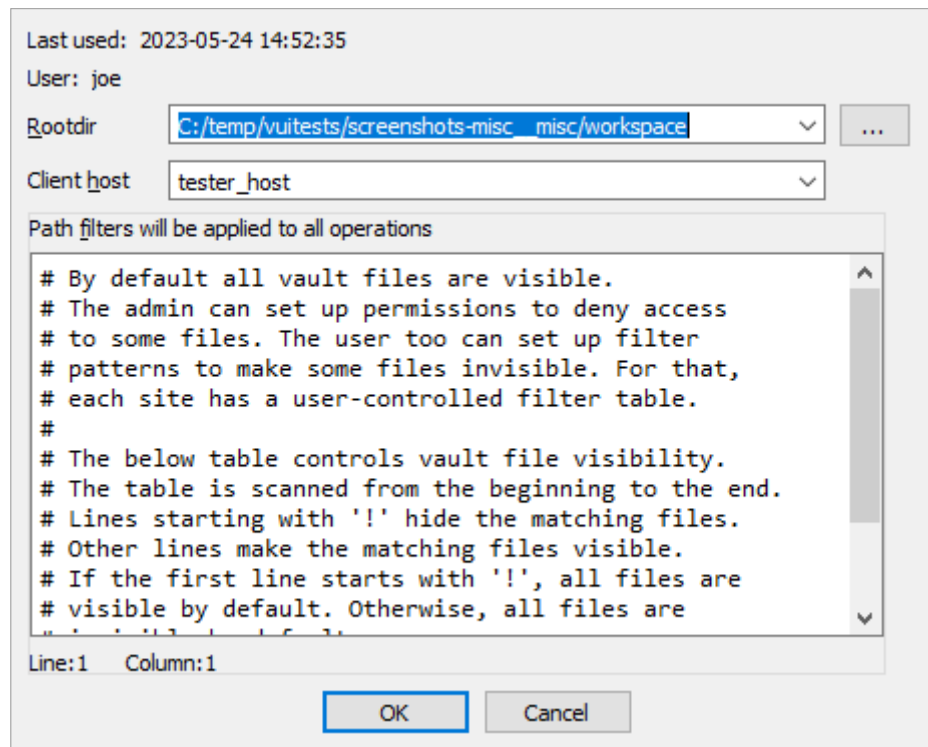 Last used: 2023-05-24 14:52:35
User: joe
Rootdir C:/temp/vuitests/screenshots-misc__misc/workspace ...
Client host tester_host
Path filters will be applied to all operations
# By default all vault files are visible.
# The admin can set up permissions to deny access
# to some files. The user too can set up filter
# patterns to make some files invisible. For that,
# each site has a user-controlled filter table.
#
# The below table controls vault file visibility.
# The table is scanned from the beginning to the end.
# Lines starting with '!' hide the matching files.
# Other lines make the matching files visible.
# If the first line starts with '!', all files are
# visible by default. Otherwise, all files are
Line:1 Column:1
OK Cancel